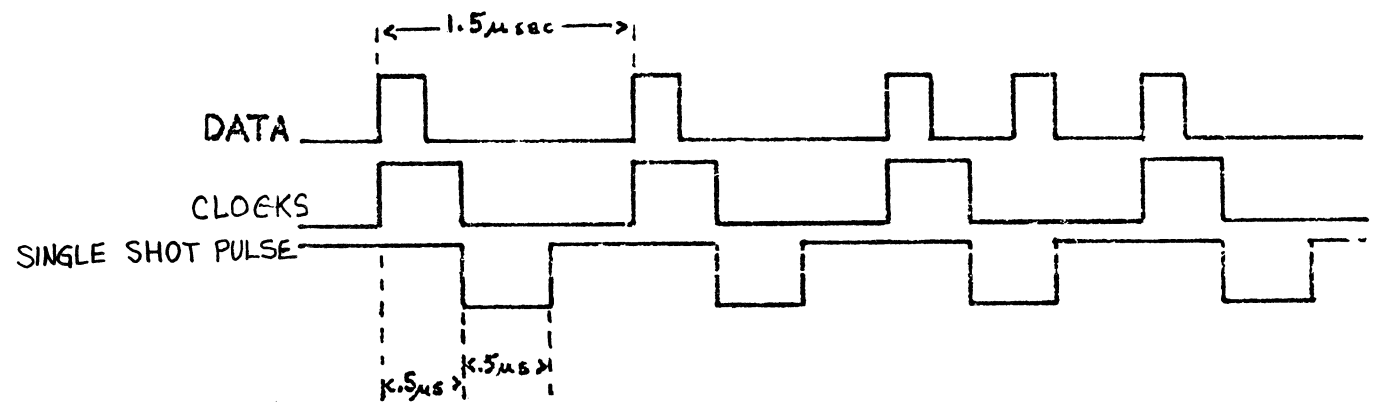 1.5μsec
DATA
CLOCKS
SINGLE SHOT PULSE
.5μs
.5μs